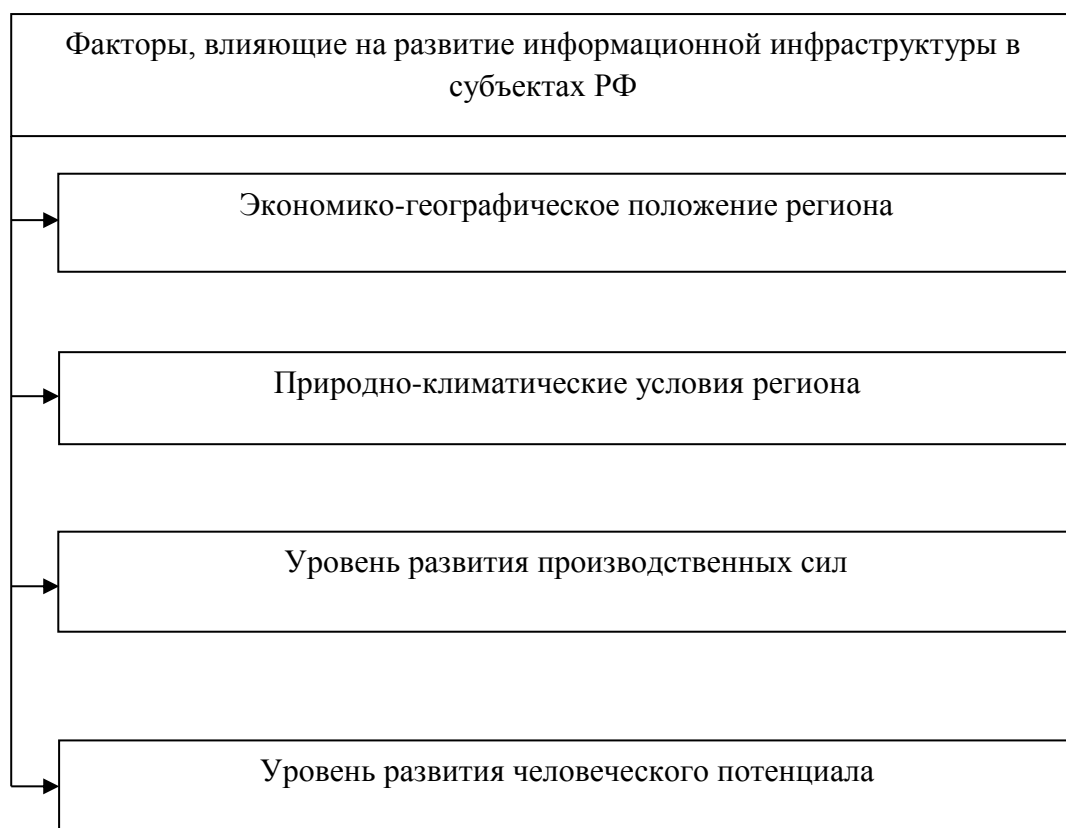 Факторы, влияющие на развитие информационной инфраструктуры в
субъектах РФ
Экономико-географическое положение региона
Природно-климатические условия региона
Уровень развития производственных сил
Уровень развития человеческого потенциала